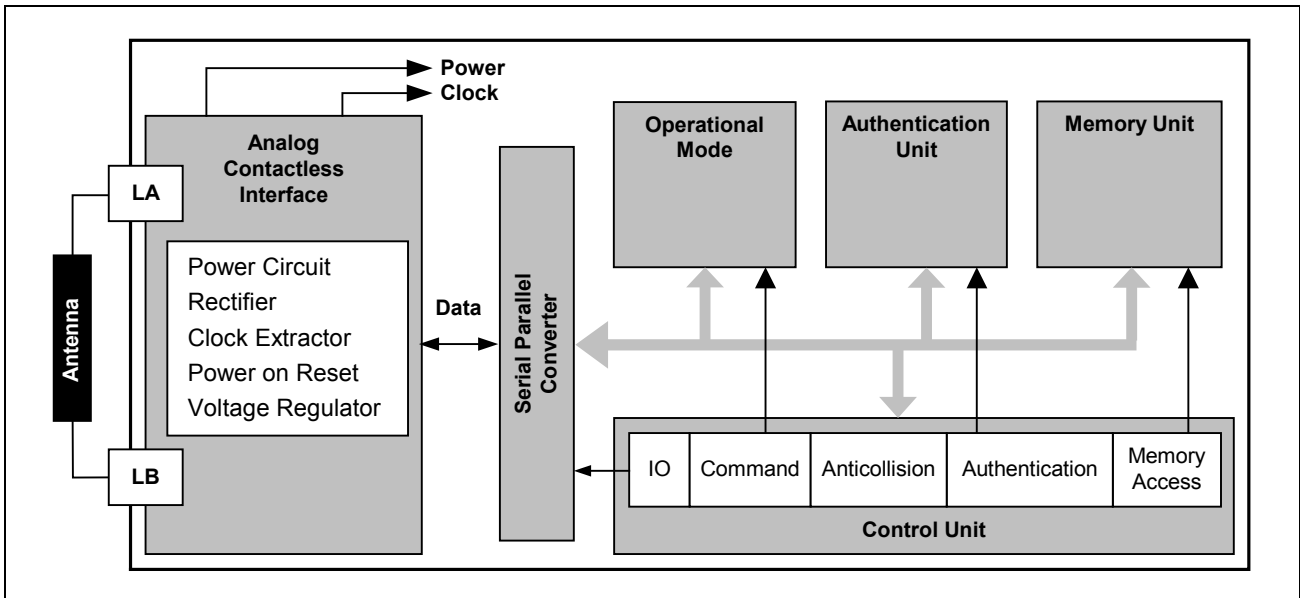 Power
Clock
Analog
Contactless
Interface
LA
Antenna
LB
Power Circuit
Rectifier
Clock Extractor
Power on Reset
Voltage Regulator
Data
Serial Parallel
Converter
Operational
Mode
Authentication
Unit
Memory Unit
IO
Command
Anticollision
Authentication
Memory
Access
Control Unit